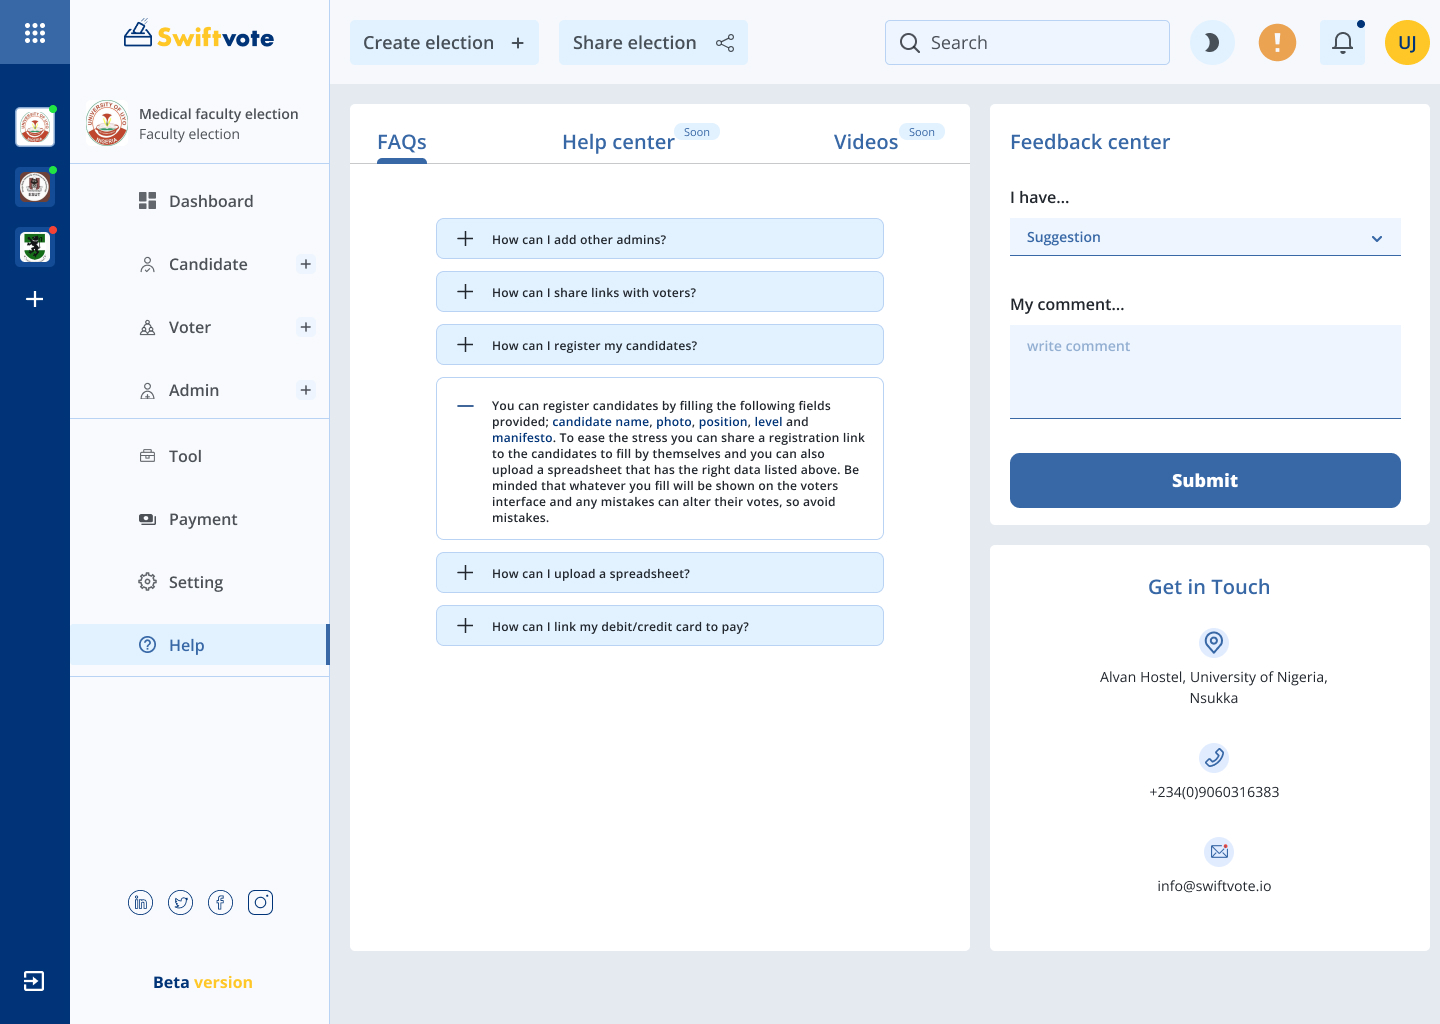 Swiftvote
Create election
Share election
Search
UJ
Medical faculty election
Faculty election
Dashboard
Candidate
Voter
Admin
Tool
Payment
Setting
Help
Beta version
FAQs
Help center
Soon
Videos
Soon
How can I add other admins?
How can I share links with voters?
How can I register my candidates?
You can register candidates by filling the following fields
provided; candidate name, photo, position, level and
manifesto. To ease the stress you can share a registration link
to the candidates to fill by themselves and you can also
upload a spreadsheet that has the right data listed above. Be
minded that whatever you fill will be shown on the voters
interface and any mistakes can alter their votes, so avoid
mistakes.
How can I upload a spreadsheet?
How can I link my debit/credit card to pay?
Feedback center
I have...
Suggestion
My comment...
write comment
Submit
Get in Touch
Alvan Hostel, University of Nigeria,
Nsukka
+234(0)9060316383
info@swiftvote.io